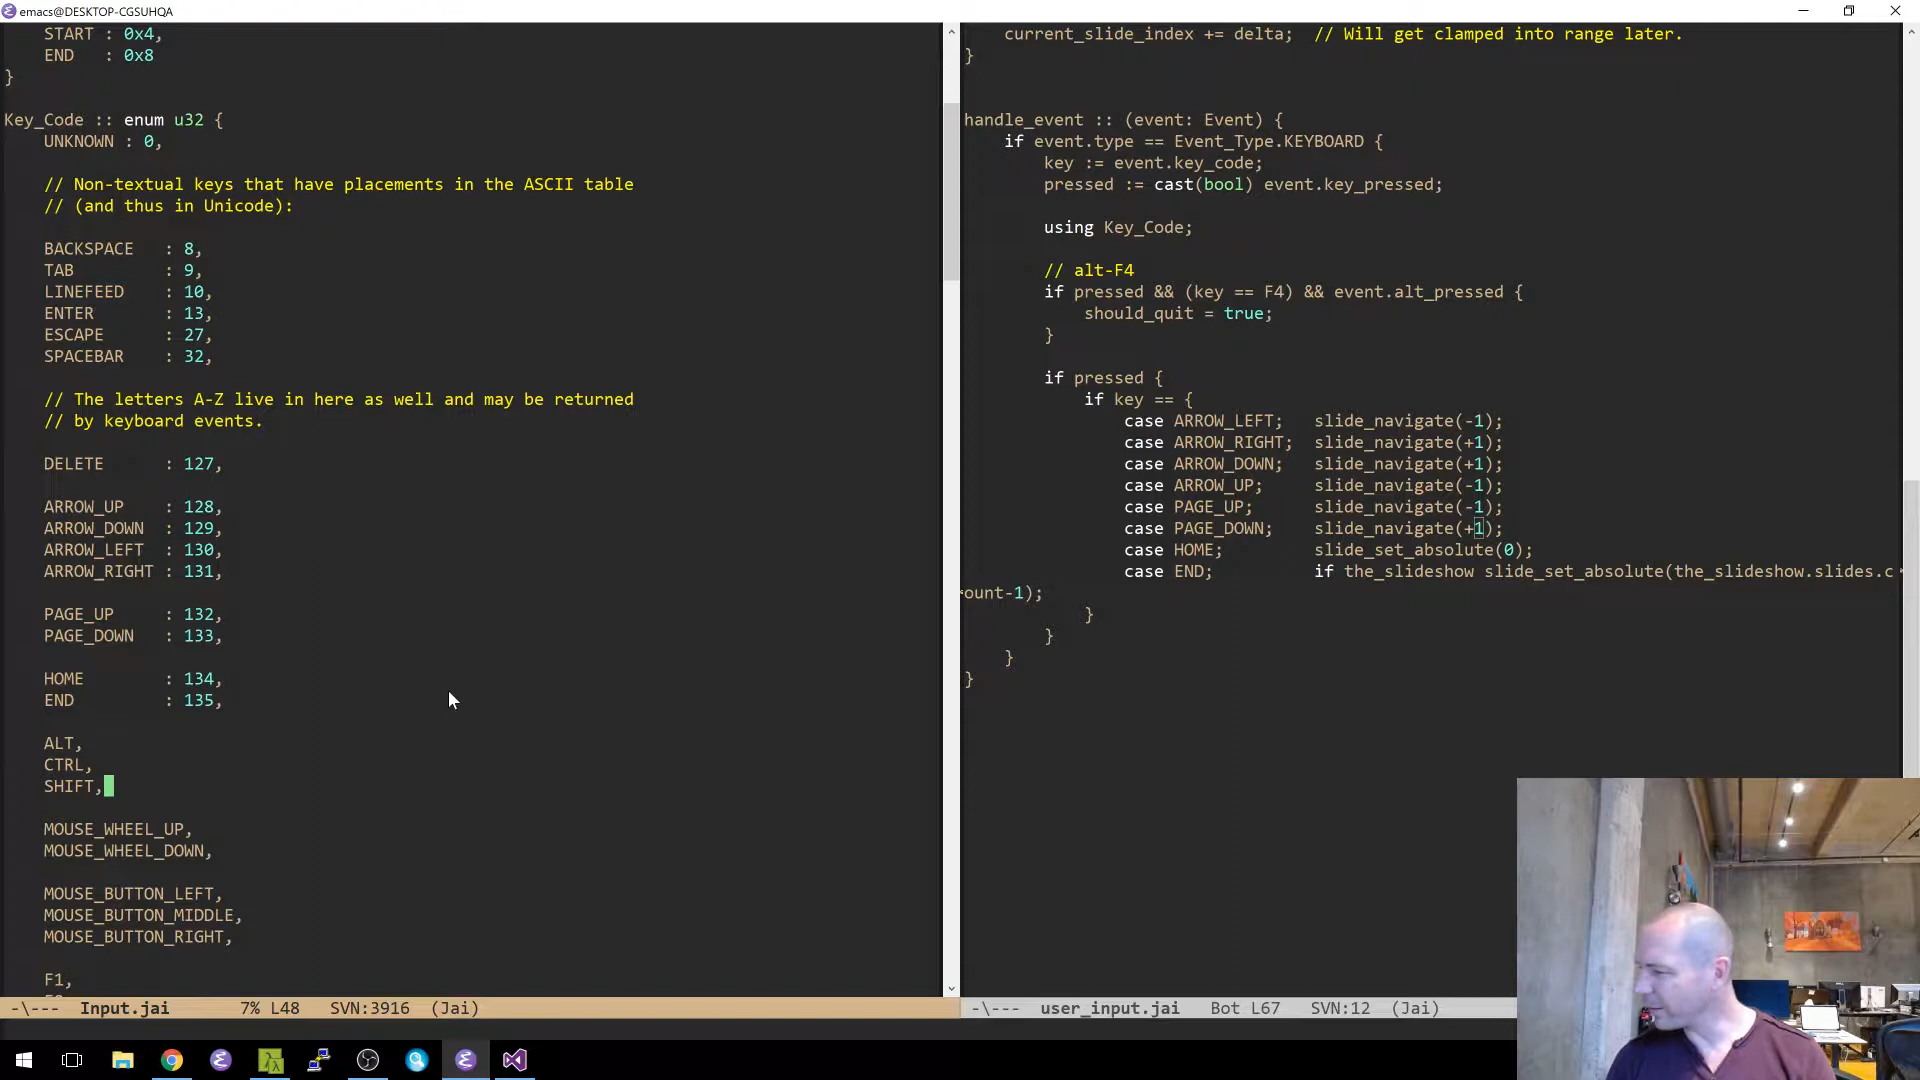 emacs@DESKTOP-CGSUHQA
START : 0x4,
END   : 0x8
}
Key_Code :: enum u32 {
UNKNOWN : 0,
// Non-textual keys that have placements in the ASCII table
// (and thus in Unicode):
BACKSPACE   : 8,
TAB         : 9,
LINEFEED    : 10,
ENTER       : 13,
ESCAPE      : 27,
SPACEBAR    : 32,
// The letters A-Z live in here as well and may be returned
// by keyboard events.
DELETE      : 127,
ARROW_UP    : 128,
ARROW_DOWN  : 129,
ARROW_LEFT  : 130,
ARROW_RIGHT : 131,
PAGE_UP     : 132,
PAGE_DOWN   : 133,
HOME        : 134,
END         : 135,
ALT,
CTRL,
SHIFT,
MOUSE_WHEEL_UP,
MOUSE_WHEEL_DOWN,
MOUSE_BUTTON_LEFT,
MOUSE_BUTTON_MIDDLE,
MOUSE_BUTTON_RIGHT,
F1,
-\---  Input.jai       7% L48    SVN:3916  (Jai)
current_slide_index += delta;  // Will get clamped into range later.
}
handle_event :: (event: Event) {
if event.type == Event_Type.KEYBOARD {
key := event.key_code;
pressed := cast(bool) event.key_pressed;
using Key_Code;
// alt-F4
if pressed && (key == F4) && event.alt_pressed {
should_quit = true;
}
if pressed {
if key == {
case ARROW_LEFT;   slide_navigate(-1);
case ARROW_RIGHT;  slide_navigate(+1);
case ARROW_DOWN;   slide_navigate(+1);
case ARROW_UP;     slide_navigate(-1);
case PAGE_UP;      slide_navigate(-1);
case PAGE_DOWN;    slide_navigate(+1);
case HOME;         slide_set_absolute(0);
case END;          if the_slideshow slide_set_absolute(the_slideshow.slides.c
ount-1);
}
}
}
}
-\---  user_input.jai   Bot L67   SVN:12  (Jai)